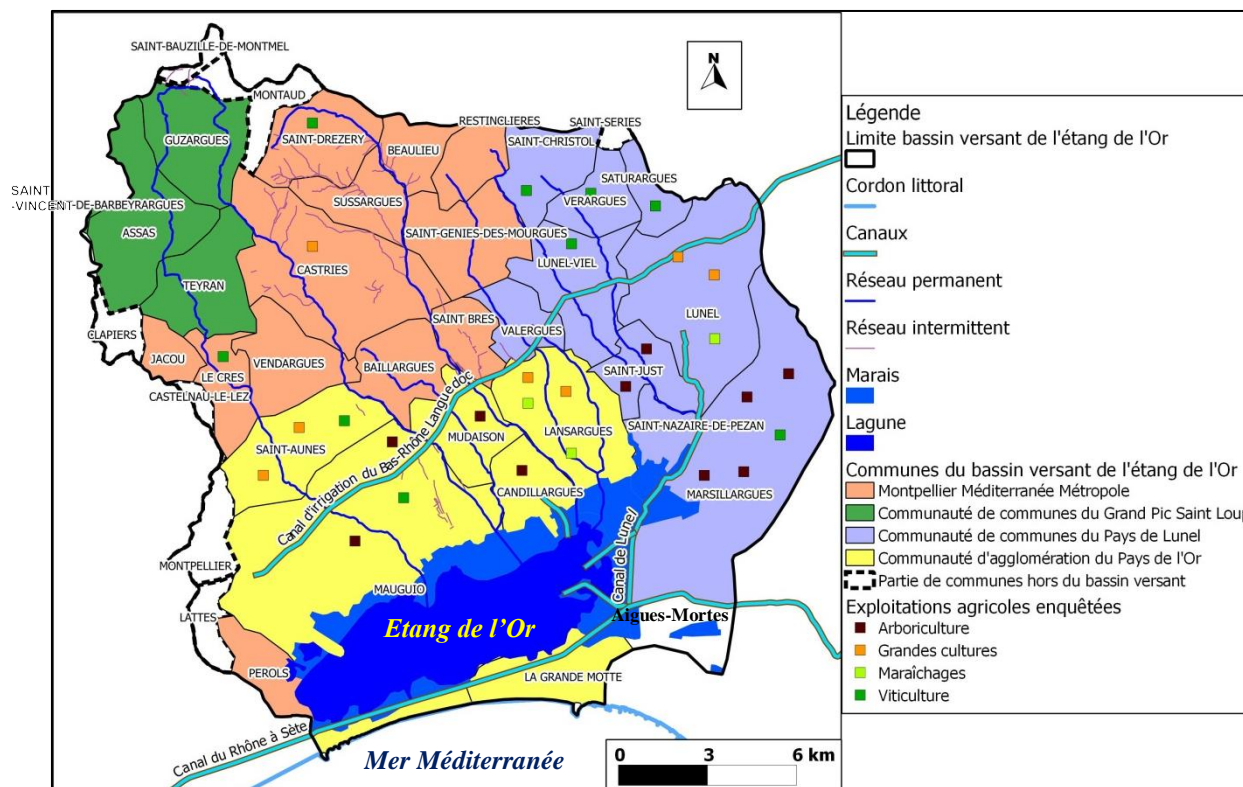 SAINT-BAUZILLE-DE-MONTMEL
N
MONTAUD
RESTINCLIERES
SAINT-SERIES
GUZARGUES
SAINT-DREZERY
BEAULIEU
SAINT-CHRISTOL
SATURARGUES
SAINT
-VINCENT-DE-BARBEYRARGUES
SUSSARGUES
VERARGUES
ASSAS
SAINT-GENIES-DES-MOURGUES
LUNEL-VIEL
CASTRIES
TEYRAN
SAINT BRES
LUNEL
CLAPIERS
VALERGUES
JACOU
VENDARGUES
BAILLARGUES
LE CRES
SAINT-JUST
CASTELNAU-LE-LEZ
SAINT-NAZAIRE-DE-PEZAN
SAINT-AUNES
MUDAISON
LANSARGUES
Canal d'irrigation du Bas-Rhône Languedoc
CANDILLARGUES
MARSILLARGUES
MONTPELLIER
MAUGUIO
Canal de Lunel
LATTES
Aigues-Mortes
Etang de l'Or
PEROLS
LA GRANDE MOTTE
Canal du Rhône à Sète
Mer Méditerranée
0 3 6 km
Légende
Limite bassin versant de l'étang de l'Or
Cordon littoral
Canaux
Réseau permanent
Réseau intermittent
Marais
Lagune
Communes du bassin versant de l'étang de l'Or
Montpellier Méditerranée Métropole
Communauté de communes du Grand Pic Saint Loup
Communauté de communes du Pays de Lunel
Communauté d'agglomération du Pays de l'Or
Partie de communes hors du bassin versant
Exploitations agricoles enquêtées
Arboriculture
Grandes cultures
Maraîchages
Viticulture